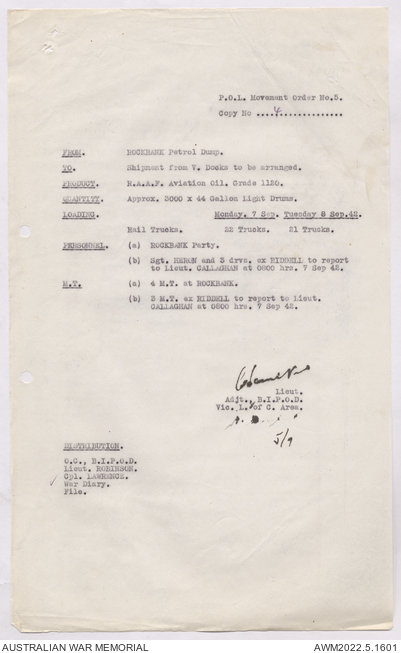 P.O.L. Movement Order No.5.
Copy No ...4...................
FROM. ROCKBANK Petrol Dump.
TO. Shipment from V. Docks to be arranged.
PRODUCT. R.A.A.F. Aviation Oil. Grade 1120.
QUANTITY. Approx. 3000 x 44 Gallon Light Drums.
LOADING. Monday, 7 Sep. Tuesday 8 Sep.42.
Rail Trucks. 22 Trucks. 21 Trucks.
PERSONNEL. (a) ROCKBANK Party.
(b) Sgt. and 3 drvs. ex RIDDELL to report
to Lieut. CALLAGHAN at 0800 hrs. 7 Sep 42.
M.T. (a) 4 M.T. at ROCKBANK.
(b) 3 M.T. ex RIDDELL to report to Lieut.
CALLAGHAN at 0800 hrs. 7 Sep 42.
Lieut.
Adjt., B.I.P.O.D.
Vic. L. of C. Area.
5/9
DISTRIBUTION.
O.C., B.I.P.O.D.
Lieut. ROBINSON.
Cpl. LAWRENCE.
War Diary.
File.
AUSTRALIAN WAR MEMORIAL AWM2022.5.1601